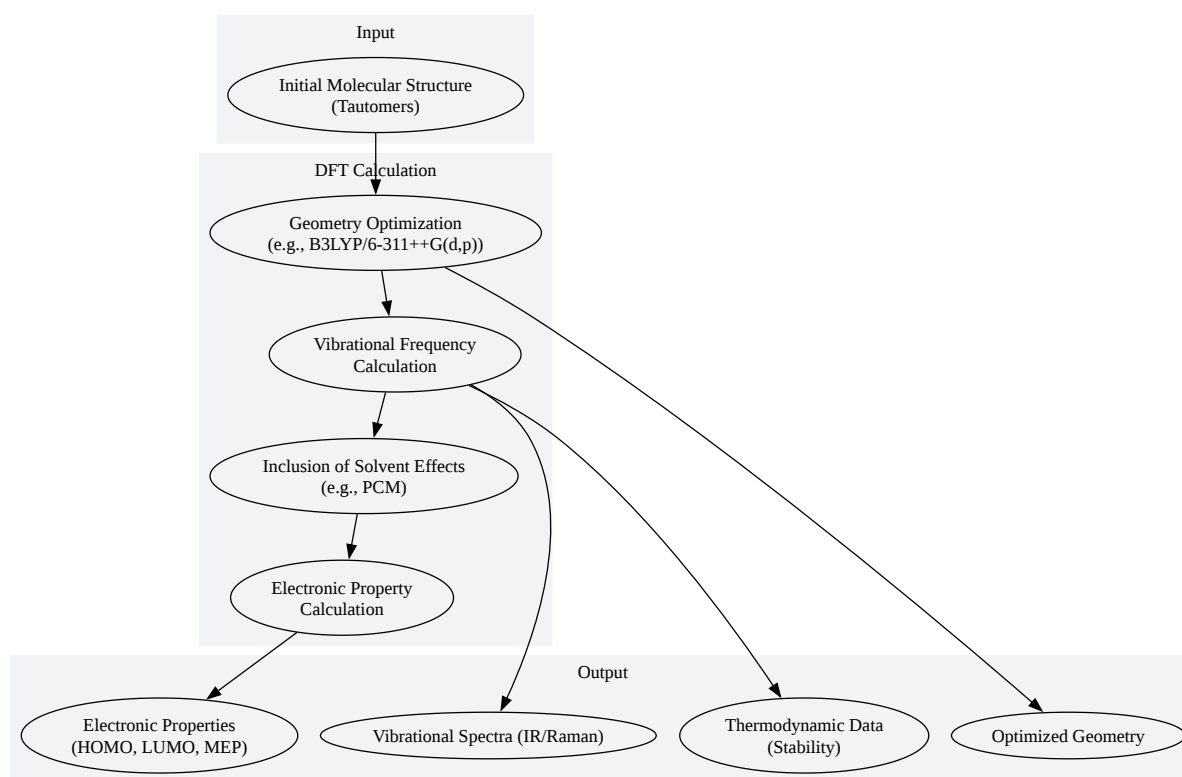 Input
Initial Molecular Structure
(Tautomers)
DFT Calculation
Geometry Optimization
(e.g., B3LYP/6-311++G(d,p))
Vibrational Frequency
Calculation
Inclusion of Solvent Effects
(e.g., PCM)
Electronic Property
Calculation
Output
Electronic Properties
(HOMO, LUMO, MEP)
Vibrational Spectra (IR/Raman)
Thermodynamic Data
(Stability)
Optimized Geometry